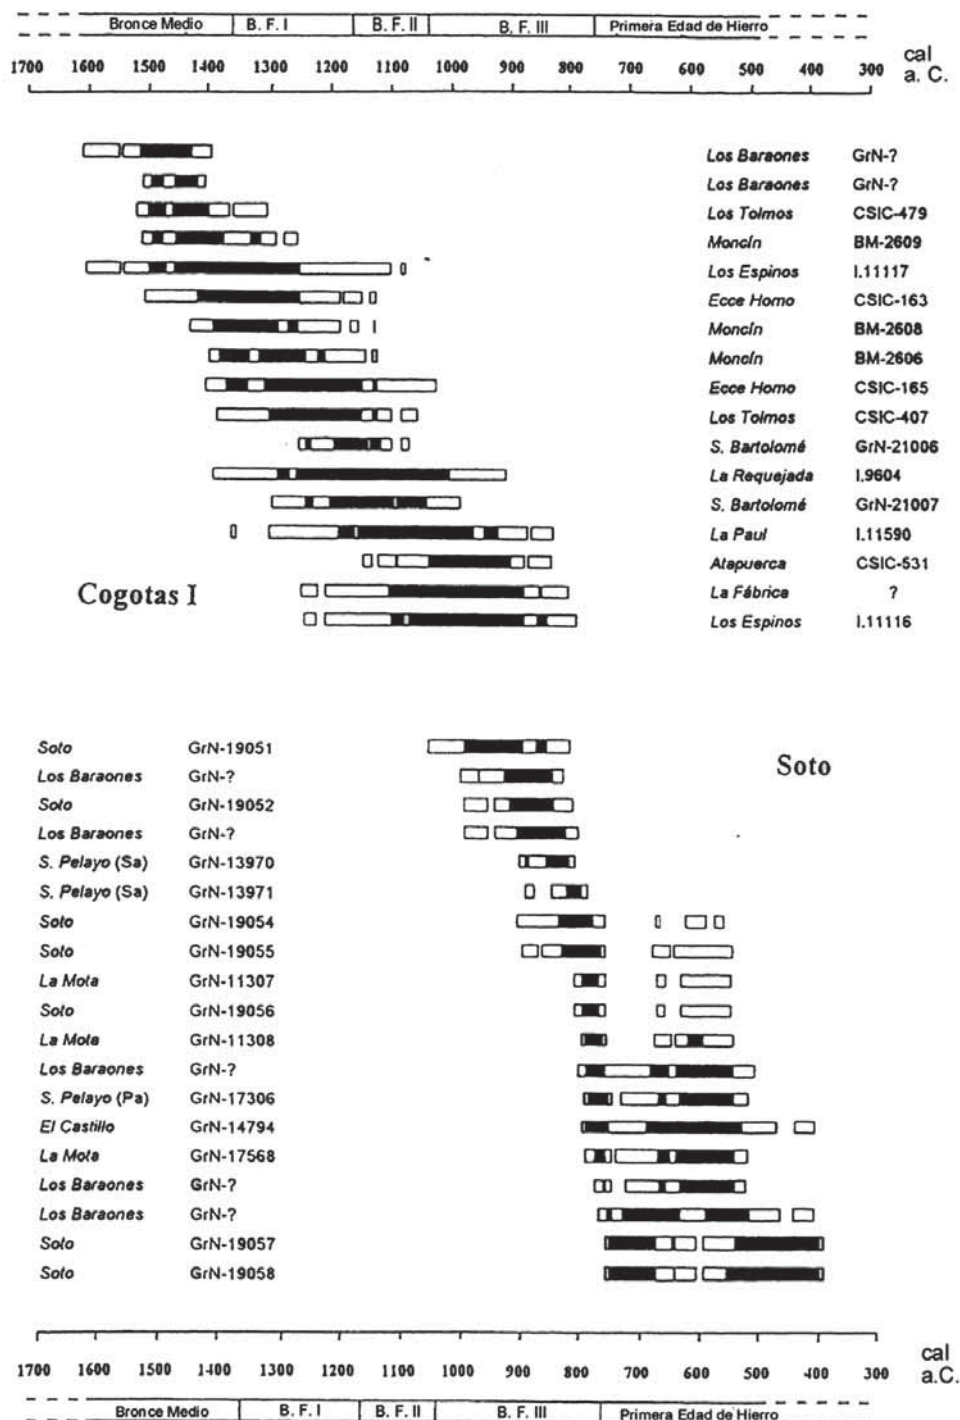 Bronce Medio B. F. I B. F. II B. F. III Primera Edad de Hierro
1700 1600 1500 1400 1300 1200 1100 1000 900 800 700 600 500 400 300 cal a. C.
Los Baraones GrN-?
Los Baraones GrN-?
Los Tolmos CSIC-479
Moncín BM-2609
Los Espinos I.11117
Ecce Homo CSIC-163
Moncín BM-2608
Moncín BM-2606
Ecce Homo CSIC-165
Los Tolmos CSIC-407
S. Bartolomé GrN-21006
La Requejada I.9604
S. Bartolomé GrN-21007
La Paul I.11590
Atapuerca CSIC-531
Cogotas I
La Fábrica ?
Los Espinos I.11116
Soto GrN-19051
Soto
Los Baraones GrN-?
Soto GrN-19052
Los Baraones GrN-?
S. Pelayo (Sa) GrN-13970
S. Pelayo (Sa) GrN-13971
Soto GrN-19054
Soto GrN-19055
La Mota GrN-11307
Soto GrN-19056
La Mota GrN-11308
Los Baraones GrN-?
S. Pelayo (Pa) GrN-17306
El Castillo GrN-14794
La Mota GrN-17568
Los Baraones GrN-?
Los Baraones GrN-?
Soto GrN-19057
Soto GrN-19058
1700 1600 1500 1400 1300 1200 1100 1000 900 800 700 600 500 400 300 cal a.C.
Bronce Medio B. F. I B. F. II B. F. III Primera Edad de Hierro